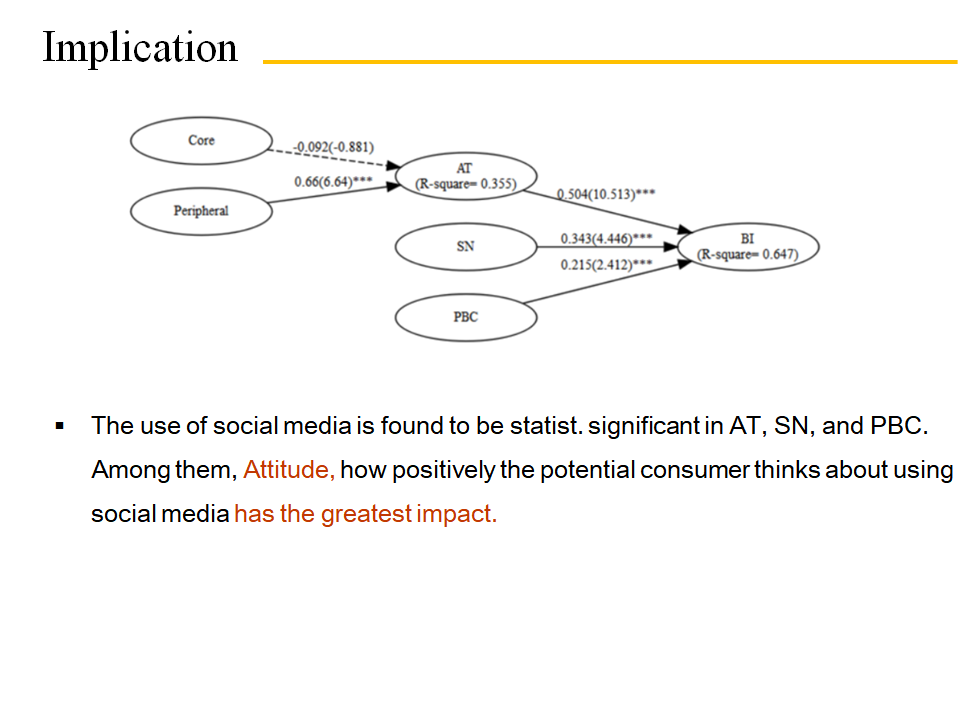 Implication
Core
-0.092(-0.881)
AT
(R-square= 0.355)
0.66(6.64)***
0.504(10.513)***
Peripheral
SN
0.343(4.446)***
BI
(R-square= 0.647)
0.215(2.412)***
PBC
▪ The use of social media is found to be statist. significant in AT, SN, and PBC.
Among them, Attitude, how positively the potential consumer thinks about using
social media has the greatest impact.